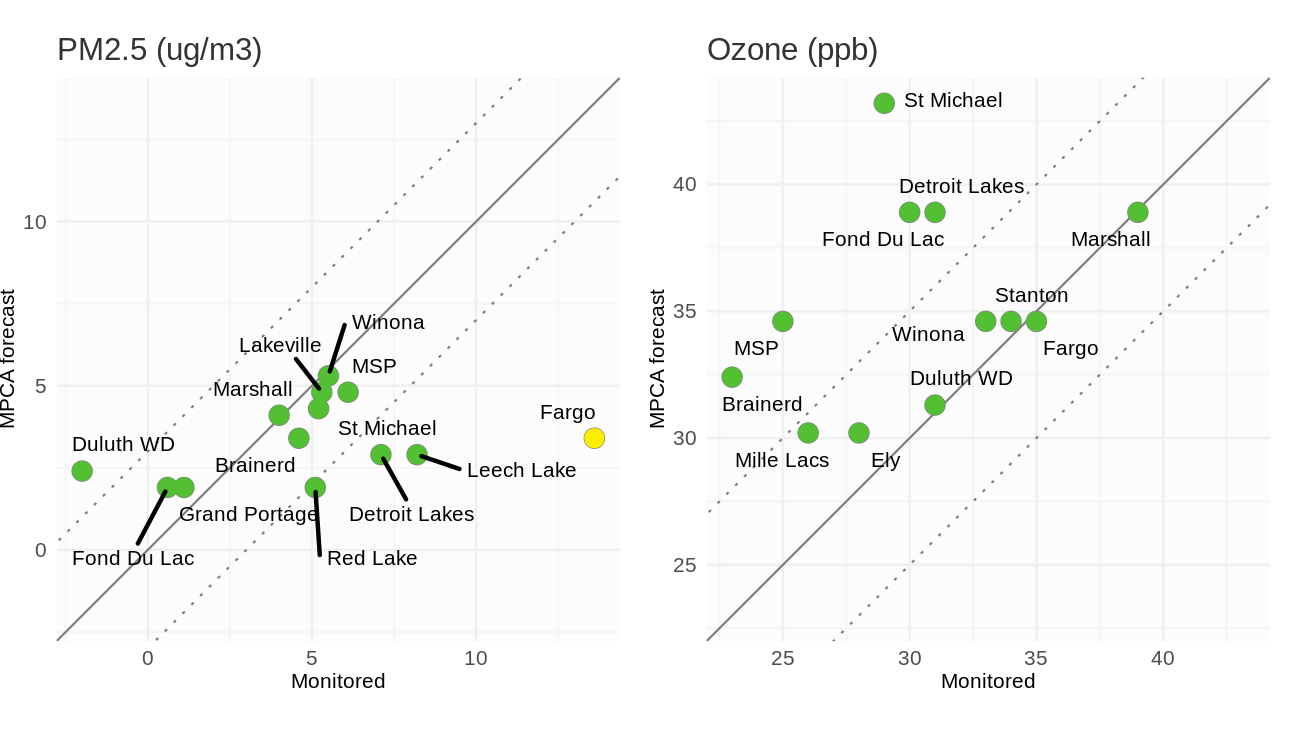 PM2.5 (ug/m3)
MPCA forecast
10
5
0
Winona
Lakeville
MSP
Marshall
Fargo
St Michael
Duluth WD
Brainerd
Leech Lake
Grand Portage
Detroit Lakes
Fond Du Lac
Red Lake
0
5
10
Monitored
Ozone (ppb)
MPCA forecast
40
35
30
25
St Michael
Detroit Lakes
Fond Du Lac
Marshall
Stanton
Winona
MSP
Fargo
Duluth WD
Brainerd
Mille Lacs
Ely
25
30
35
40
Monitored